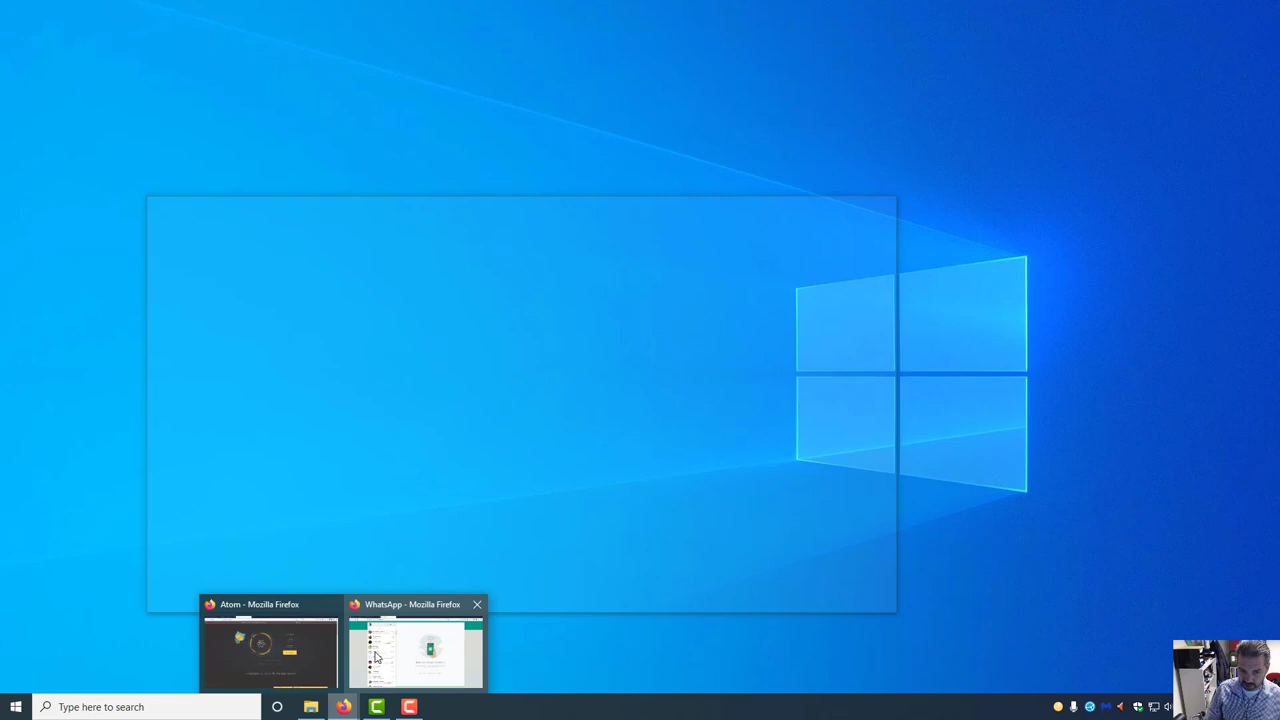 Atom - Mozilla Firefox
WhatsApp - Mozilla Firefox
Type here to search